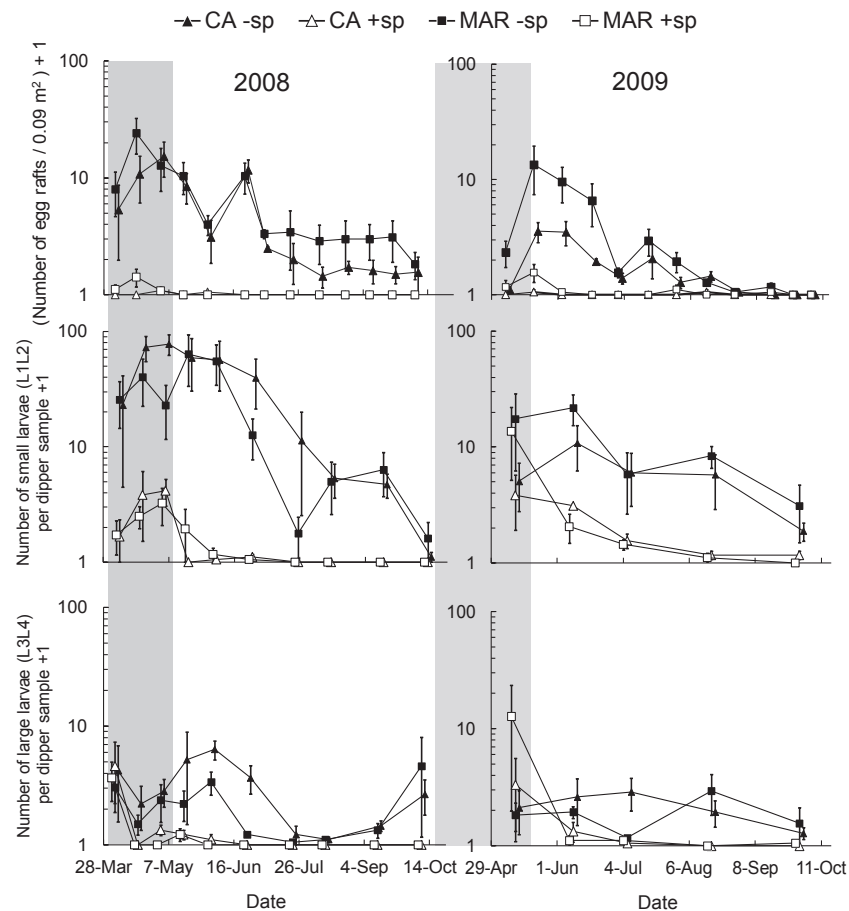 CA -sp CA +sp MAR -sp MAR +sp
2008
2009
(Number of egg rafts / 0.09 m²) + 1
100
10
1
100
10
1
Number of small larvae (L1L2)
per dipper sample +1
100
10
1
100
10
1
Number of large larvae (L3L4)
per dipper sample +1
100
10
1
100
10
1
28-Mar 7-May 16-Jun 26-Jul 4-Sep 14-Oct
29-Apr 1-Jun 4-Jul 6-Aug 8-Sep 11-Oct
Date
Date